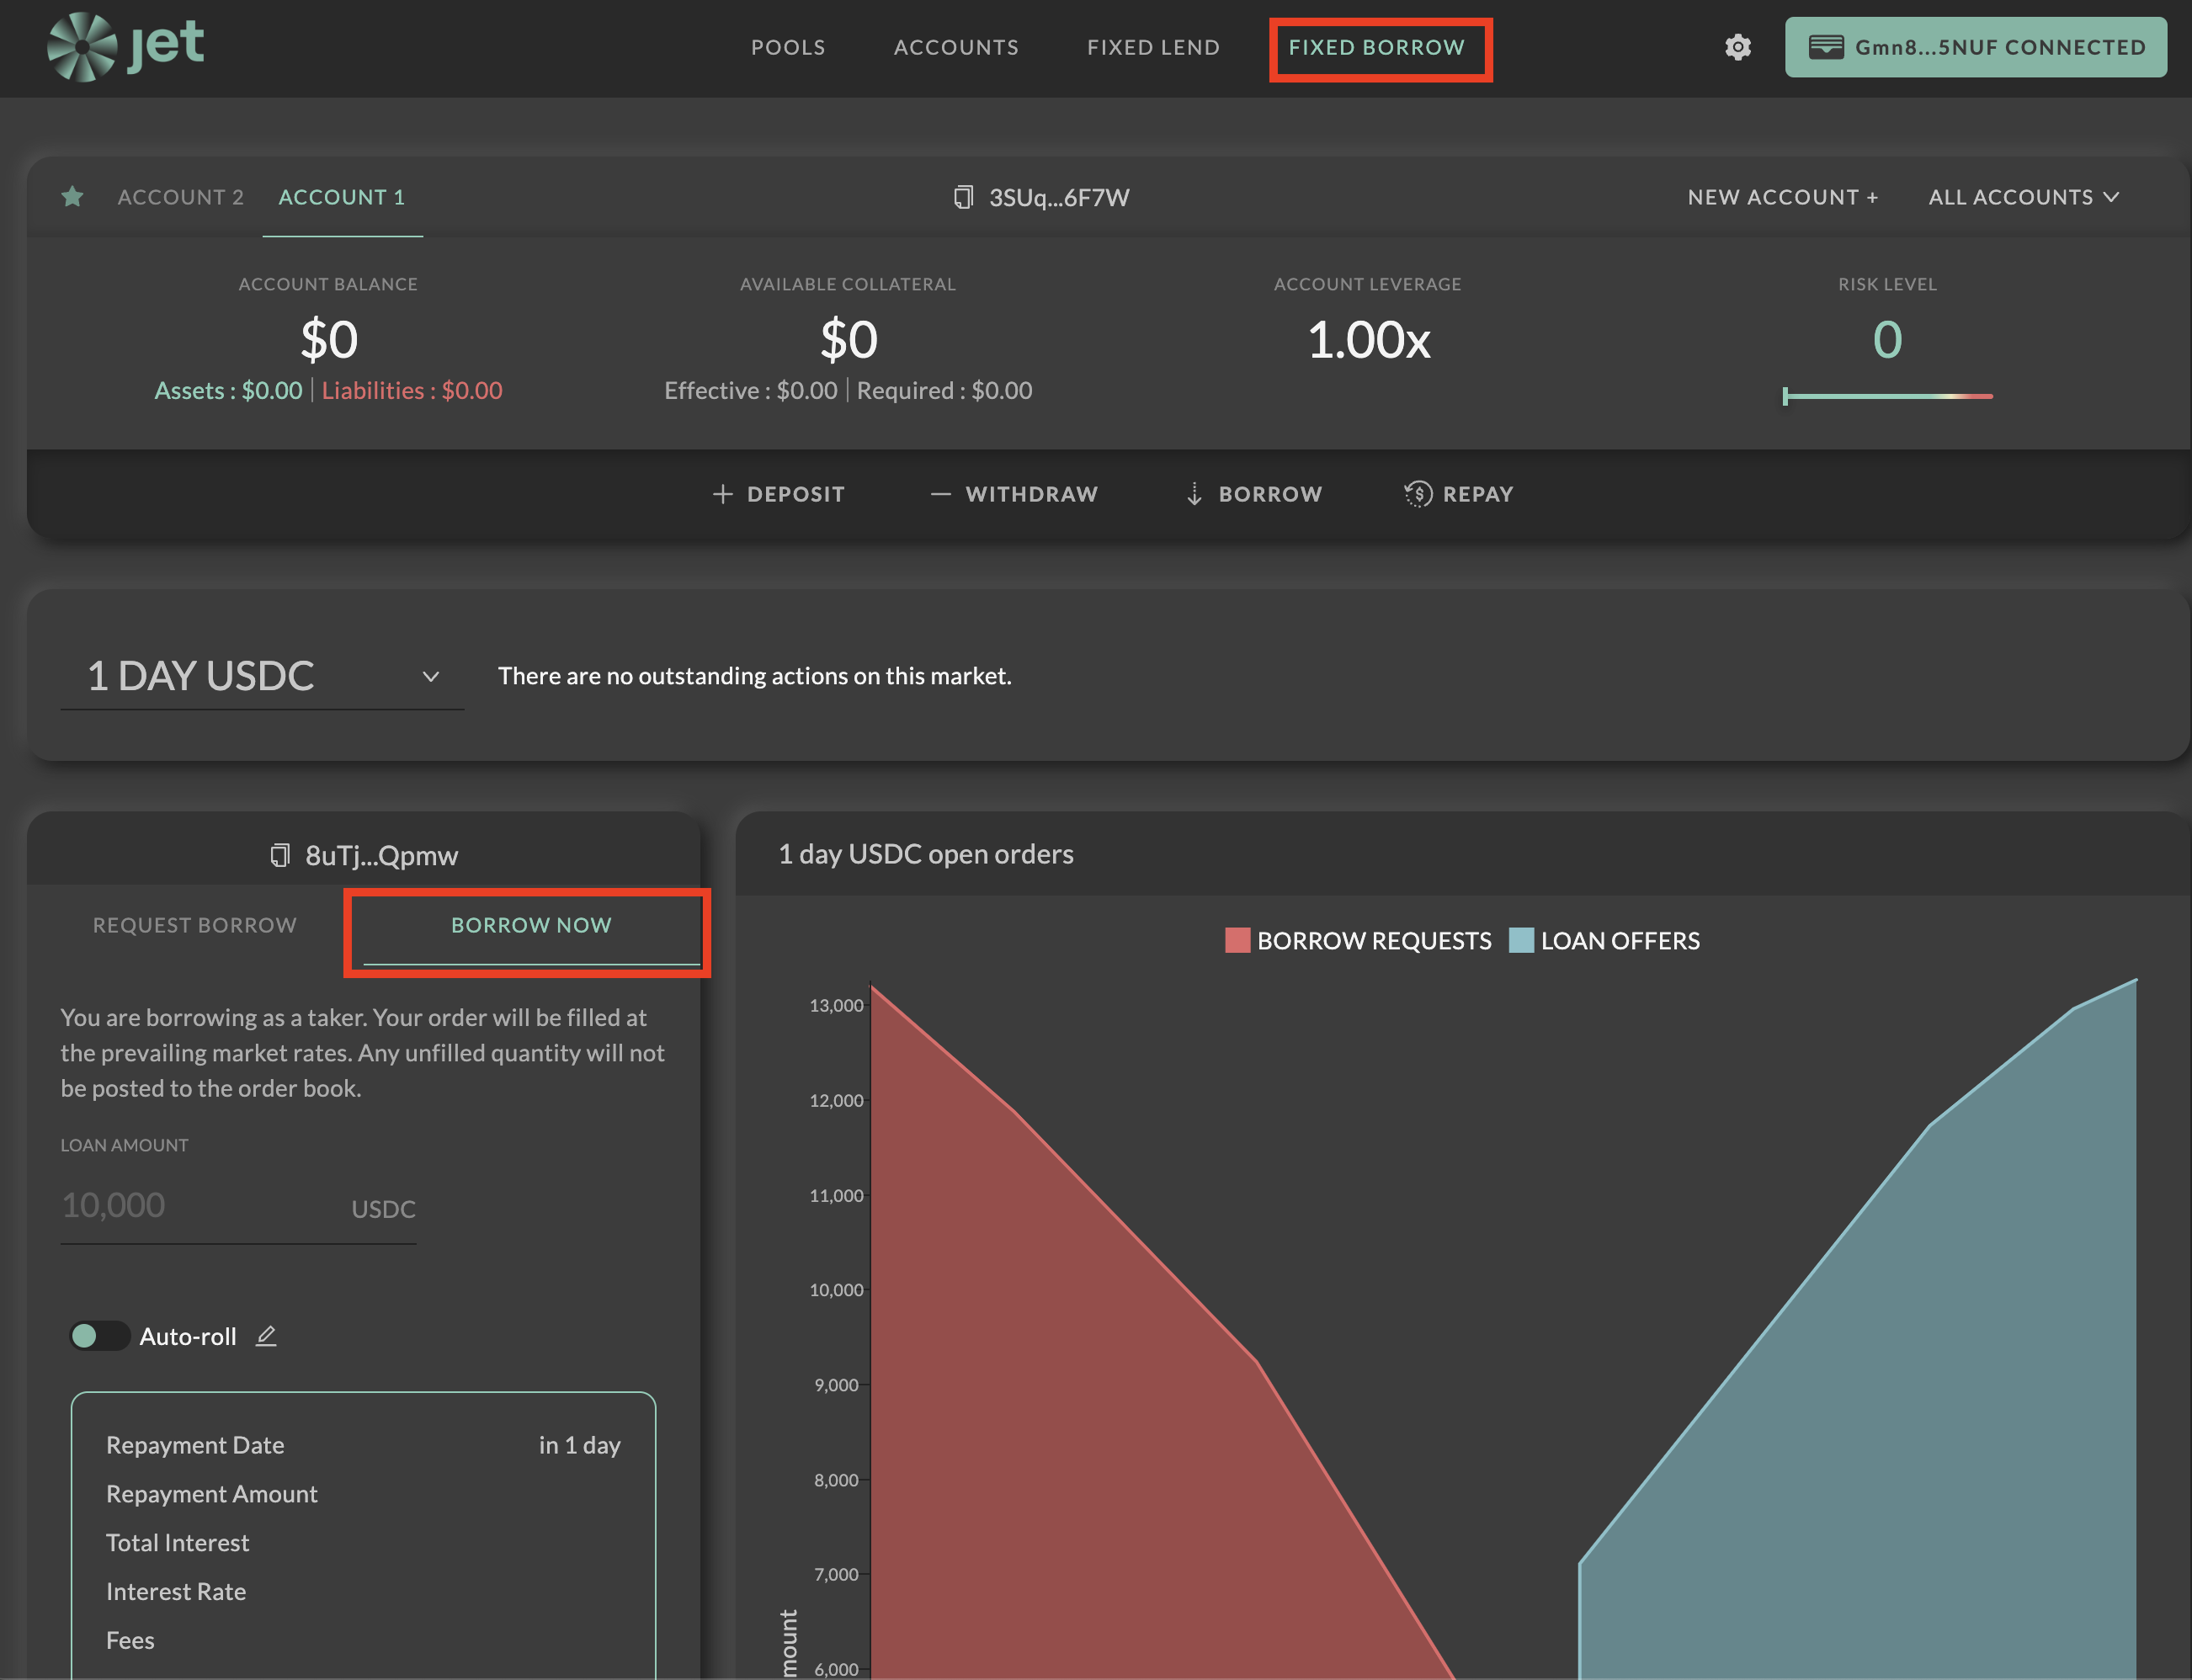 jet
POOLS
ACCOUNTS
FIXED LEND
FIXED BORROW
Gmn8...5NUF CONNECTED
ACCOUNT 2
ACCOUNT 1
3SUq...6F7W
NEW ACCOUNT +
ALL ACCOUNTS
ACCOUNT BALANCE
$0
Assets : $0.00 | Liabilities : $0.00
AVAILABLE COLLATERAL
$0
Effective : $0.00 | Required : $0.00
ACCOUNT LEVERAGE
1.00x
RISK LEVEL
0
DEPOSIT
WITHDRAW
BORROW
REPAY
1 DAY USDC
There are no outstanding actions on this market.
8uTj...Qpmw
REQUEST BORROW
BORROW NOW
You are borrowing as a taker. Your order will be filled at
the prevailing market rates. Any unfilled quantity will not
be posted to the order book.
LOAN AMOUNT
10,000 USDC
Auto-roll
Repayment Date in 1 day
Repayment Amount
Total Interest
Interest Rate
Fees
1 day USDC open orders
BORROW REQUESTS
LOAN OFFERS
13,000
12,000
11,000
10,000
9,000
8,000
7,000
6,000
mount